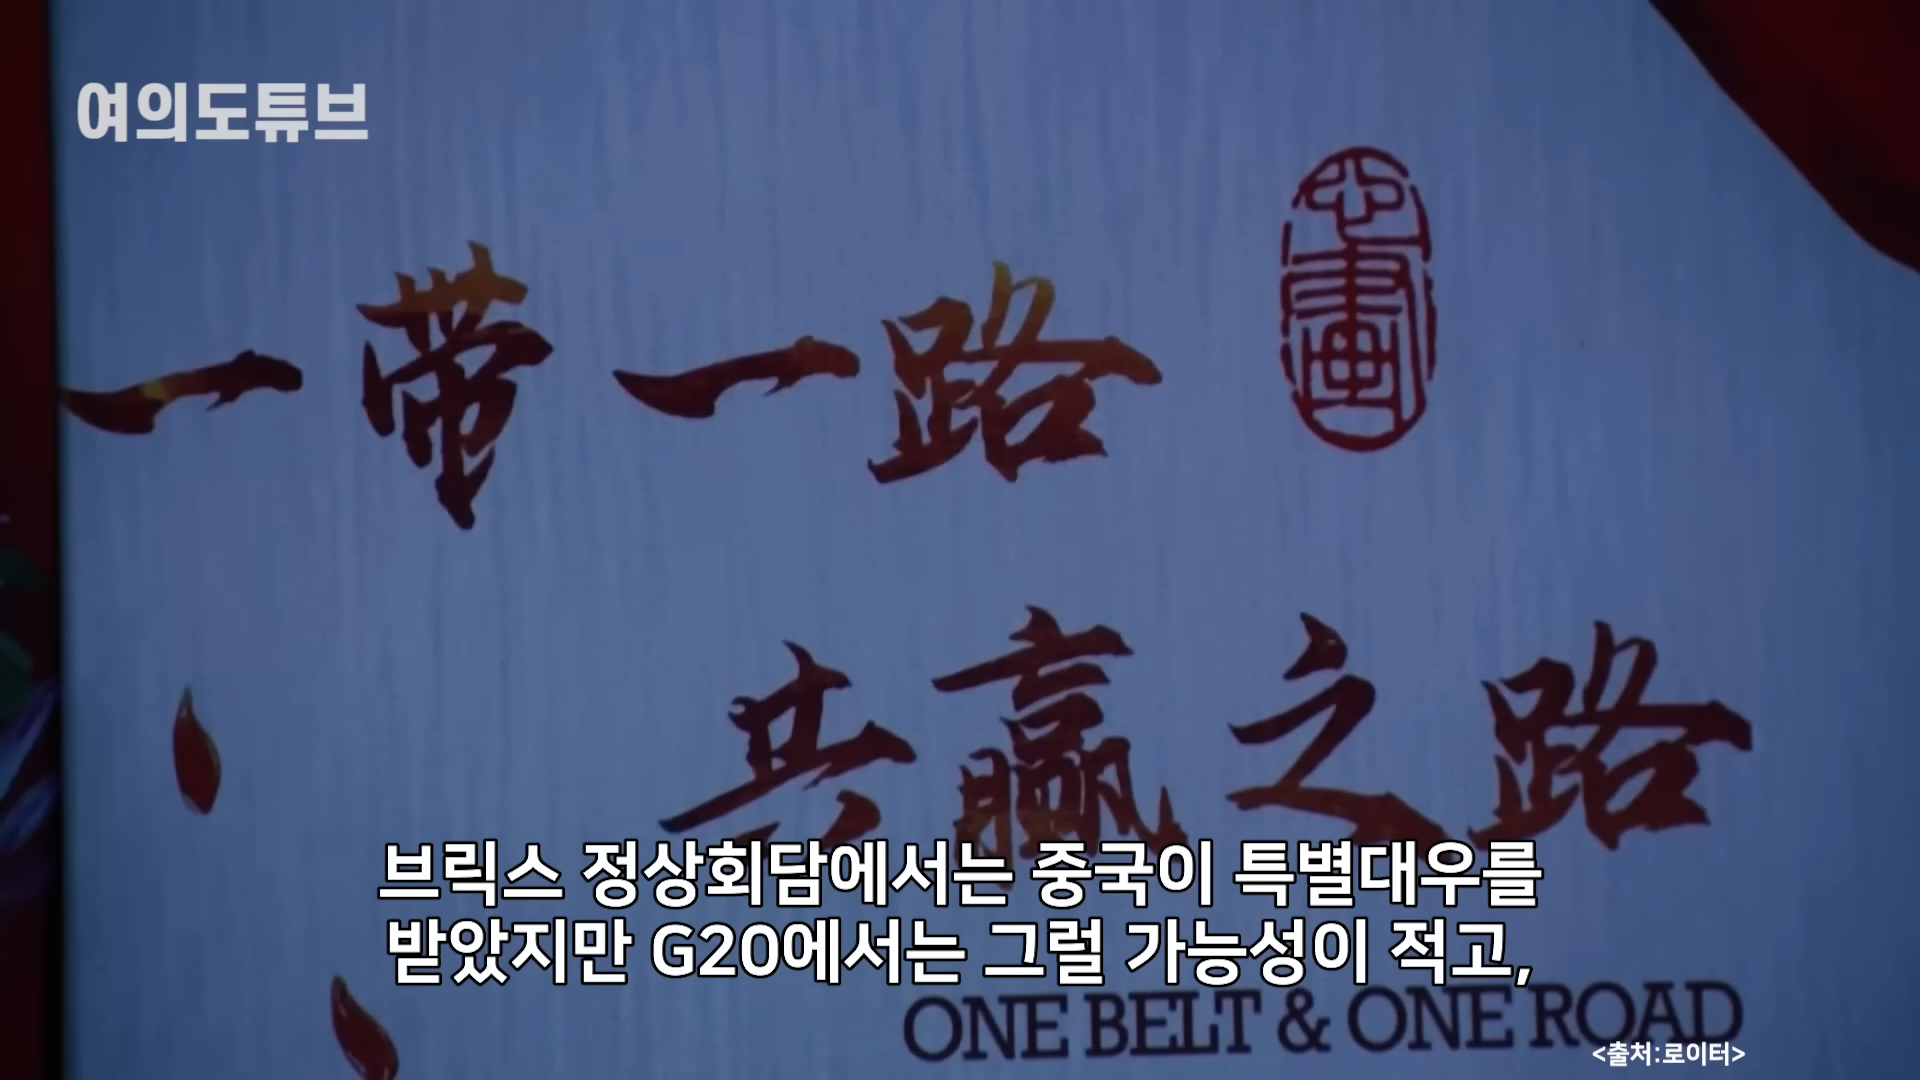 여의도튜브
一带一路
共赢之路
브릭스 정상회담에서는 중국이 특별대우를
받았지만 G20에서는 그럴 가능성이 적고,
ONE BELT & ONE ROAD
<출처:로이터>